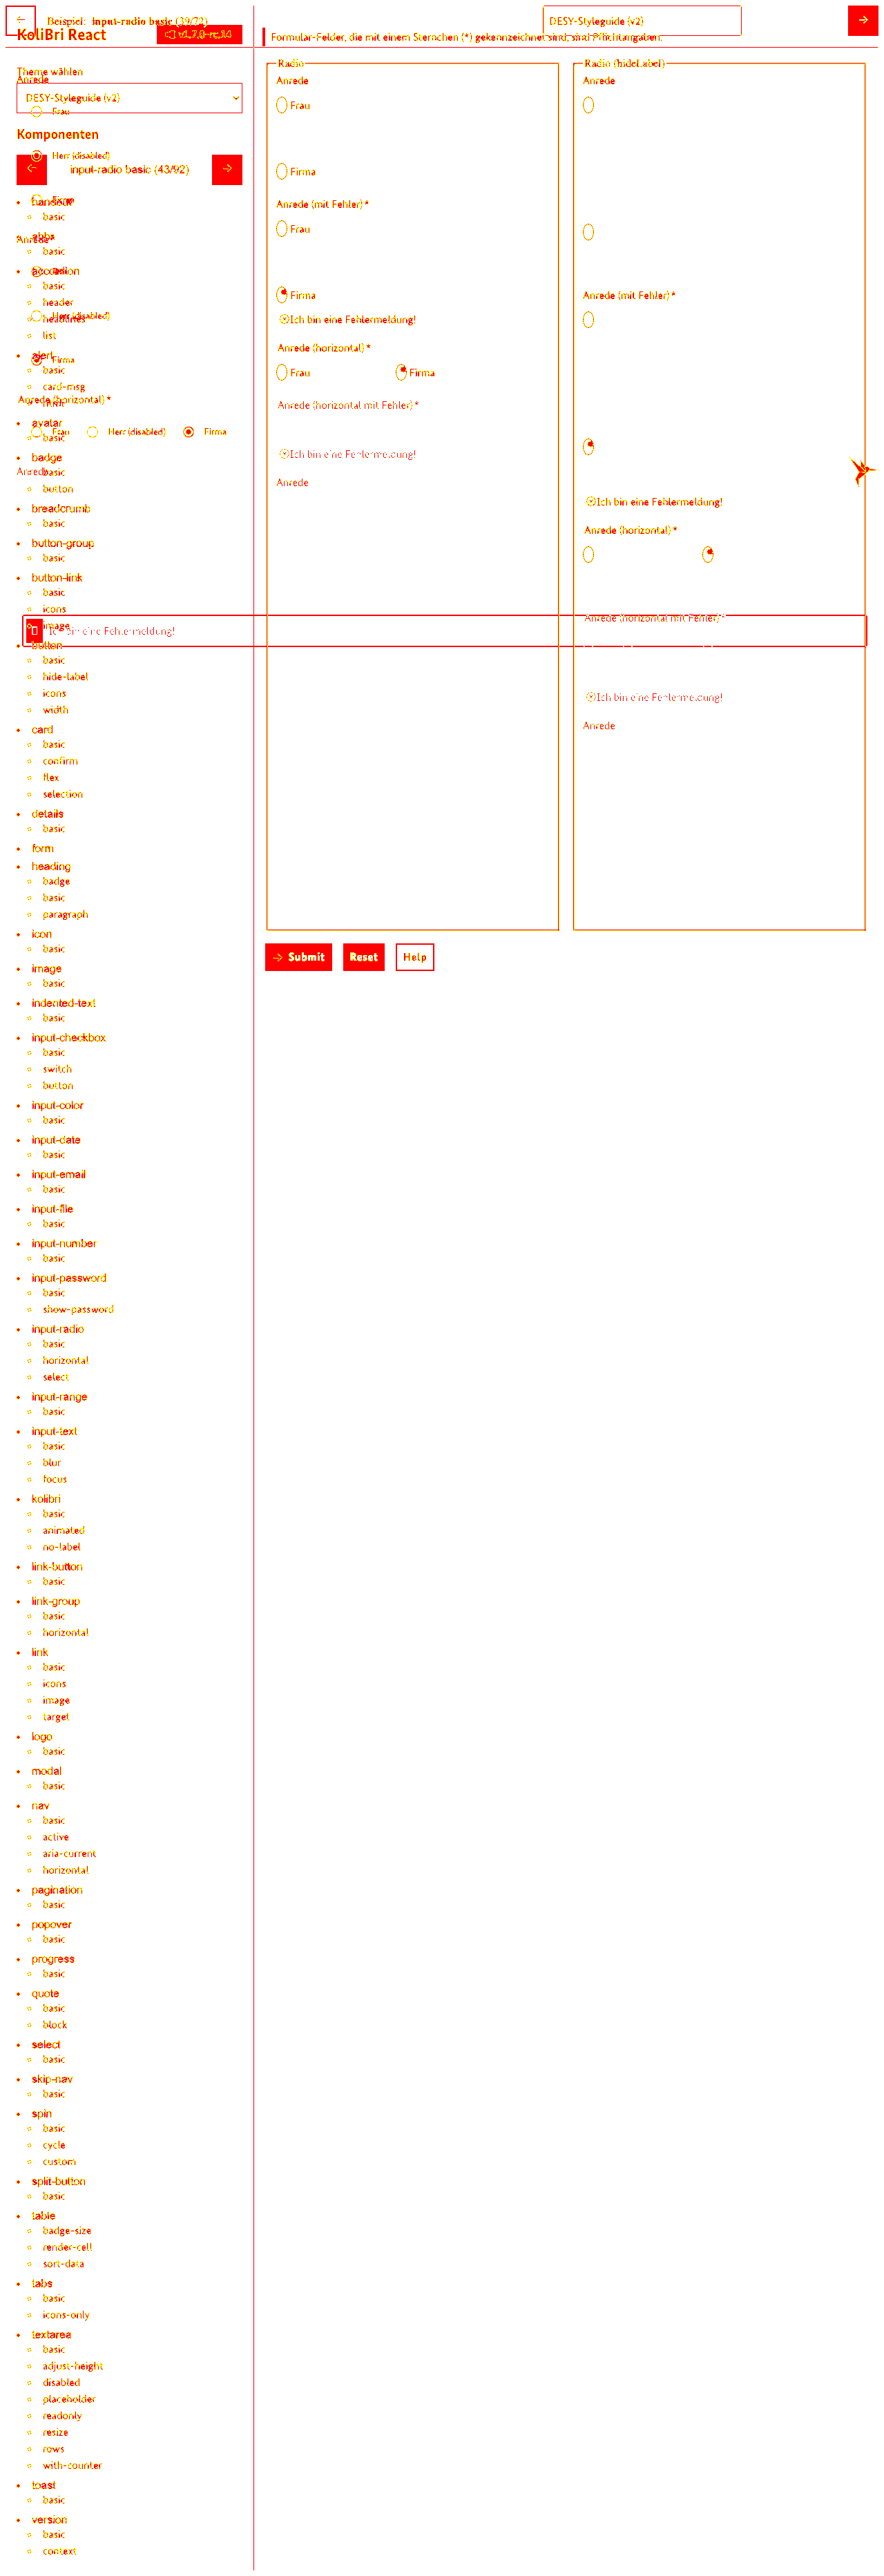 Beispiel: input-radio basic (39/72)
DESY-Styleguide (v2)
KoliBri React
Formular-Felder, die mit einem Sternchen (*) gekennzeichnet sind, sind Pflichtangaben.
Theme wählen
Anrede
DESY-Styleguide (v2)
Frau
Komponenten
Herr (disabled)
input-radio basic (43/92)
handout
Firma
basic
abbr
Anrede
basic
accordion
basic
header
headlines
Herr (disabled)
list
alert
Firma
basic
card-msg
Anrede (horizontal) *
avatar
Frau
Herr (disabled)
Firma
basic
badge
Anrede
basic
button
breadcrumb
basic
button-group
basic
button-link
basic
icons
image
Ich bin eine Fehlermeldung!
button
basic
hide-label
icons
width
card
basic
confirm
flex
selection
details
basic
form
heading
badge
basic
paragraph
icon
basic
image
basic
indented-text
basic
input-checkbox
basic
switch
button
input-color
basic
input-date
basic
input-email
basic
input-file
basic
input-number
basic
input-password
basic
show-password
input-radio
basic
horizontal
select
input-range
basic
input-text
basic
blur
focus
kolibri
basic
animated
no-label
link-button
basic
link-group
basic
horizontal
link
basic
icons
image
target
logo
basic
modal
basic
nav
basic
active
aria-current
horizontal
pagination
basic
popover
basic
progress
basic
quote
basic
block
select
basic
skip-nav
basic
spin
basic
cycle
custom
split-button
basic
table
badge-size
render-cell
sort-data
tabs
basic
icons-only
textarea
basic
adjust-height
disabled
placeholder
readonly
resize
rows
with-counter
toast
basic
version
basic
context
Radio
Anrede
Frau
Firma
Anrede (mit Fehler) *
Frau
Firma
Ich bin eine Fehlermeldung!
Anrede (horizontal) *
Frau
Firma
Anrede (horizontal mit Fehler) *
Ich bin eine Fehlermeldung!
Anrede
Radio (hideLabel)
Anrede
Anrede (mit Fehler) *
Ich bin eine Fehlermeldung!
Anrede (horizontal) *
Anrede (horizontal mit Fehler) *
Ich bin eine Fehlermeldung!
Anrede
Submit
Reset
Help